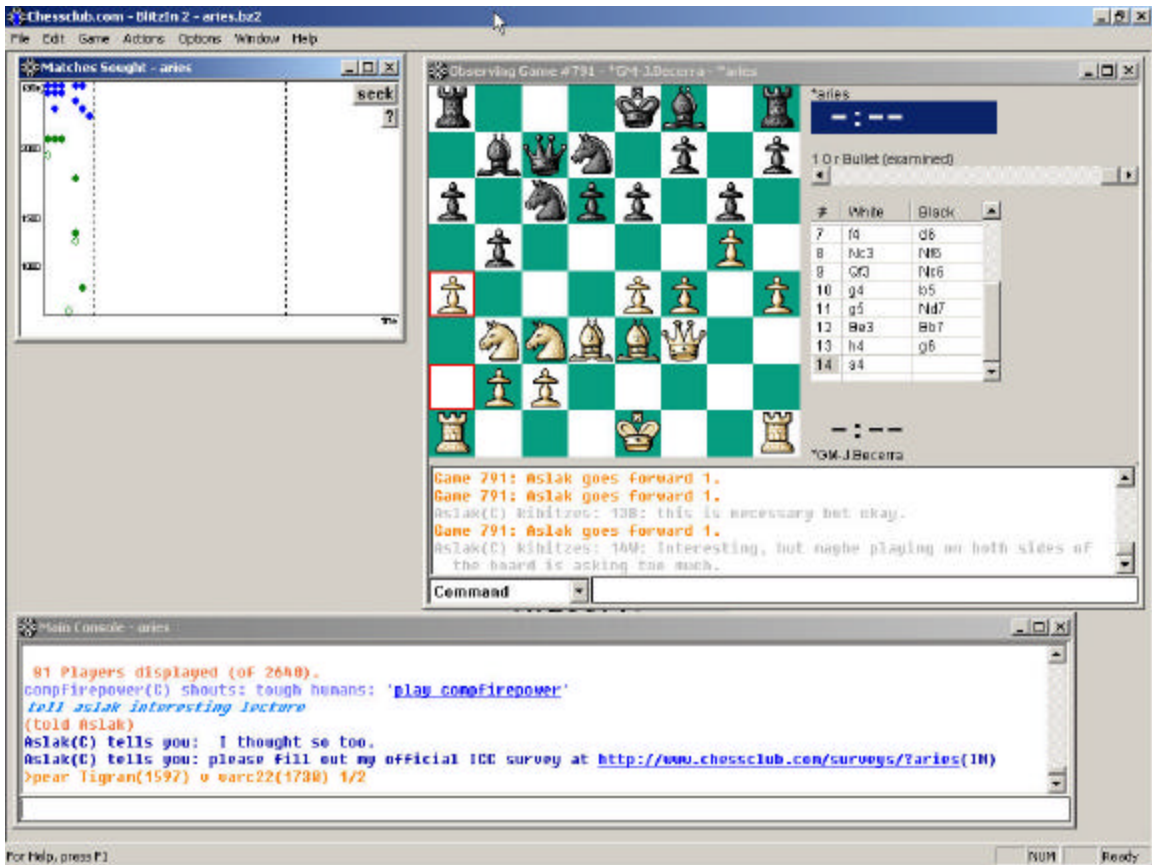 Chessclub.com - BlitzIn 2 - aries.bz2
File Edit Game Actions Options Window Help
Matches Sought - aries
seek
?
2000
1500
1000
Observing Game #791 - *GM-J.Becerra - *aries
*aries
-:--
1 0 r Bullet (examined)
# White Black
7 f4 d6
8 Nc3 Nf6
9 Qf3 Nc6
10 g4 b5
11 g5 Nd7
12 Be3 Bb7
13 h4 g6
14 a4
-:--
*GM-J.Becerra
Game 791: Aslak goes forward 1.
Game 791: Aslak goes forward 1.
Aslak(C) kibitzes: 13B: this is necessary but okay.
Game 791: Aslak goes forward 1.
Aslak(C) kibitzes: 14W: Interesting, but maybe playing on both sides of
the board is asking too much.
Command
Main Console - aries
81 Players displayed (of 2640).
compfirepower(C) shouts: tough humans: 'play compfirepower'
tell aslak interesting lecture
(told Aslak)
Aslak(C) tells you: I thought so too.
Aslak(C) tells you: please fill out my official ICC survey at http://www.chessclub.com/surveys/?aries(IM)
>pear Tigran(1597) v warc22(1730) 1/2
For Help, press F1
NUM Ready